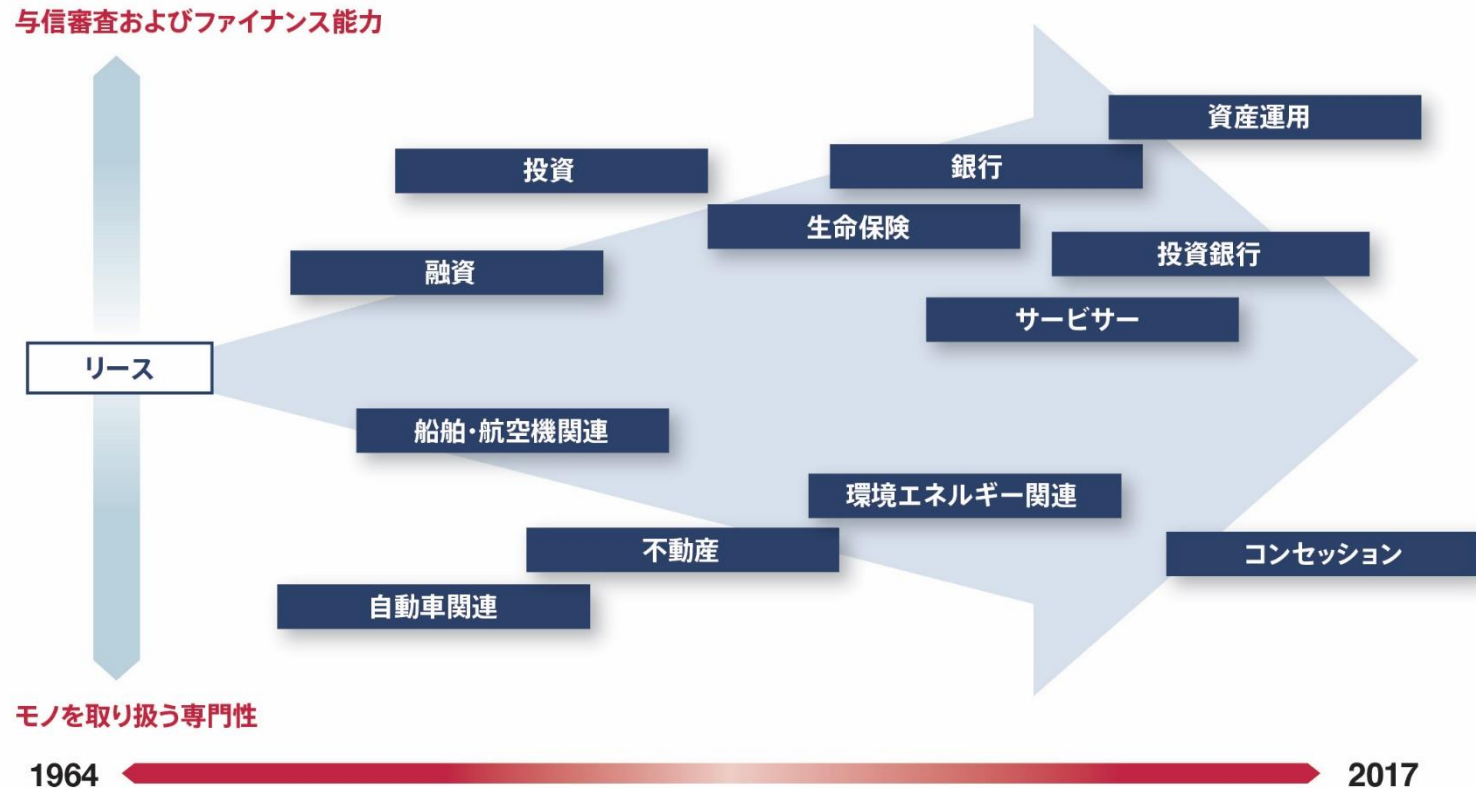 与信審査およびファイナンス能力
資産運用
投資
銀行
生命保険
投資銀行
融資
サービサー
リース
船舶・航空機関連
環境エネルギー関連
不動産
コンセッション
自動車関連
モノを取り扱う専門性
1964
2017